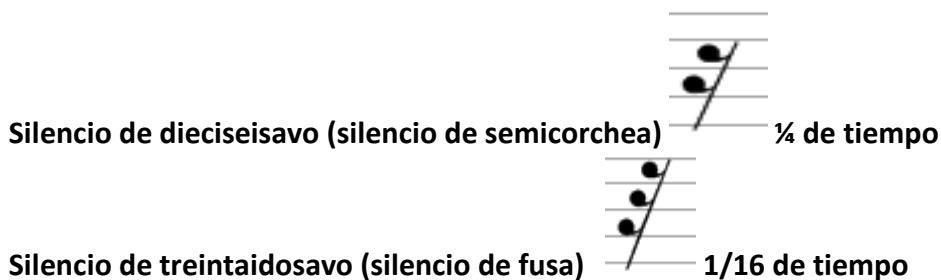 Silencio de dieciseisavo (silencio de semicorchea) ¼ de tiempo
Silencio de treintaidosavo (silencio de fusa) 1/16 de tiempo